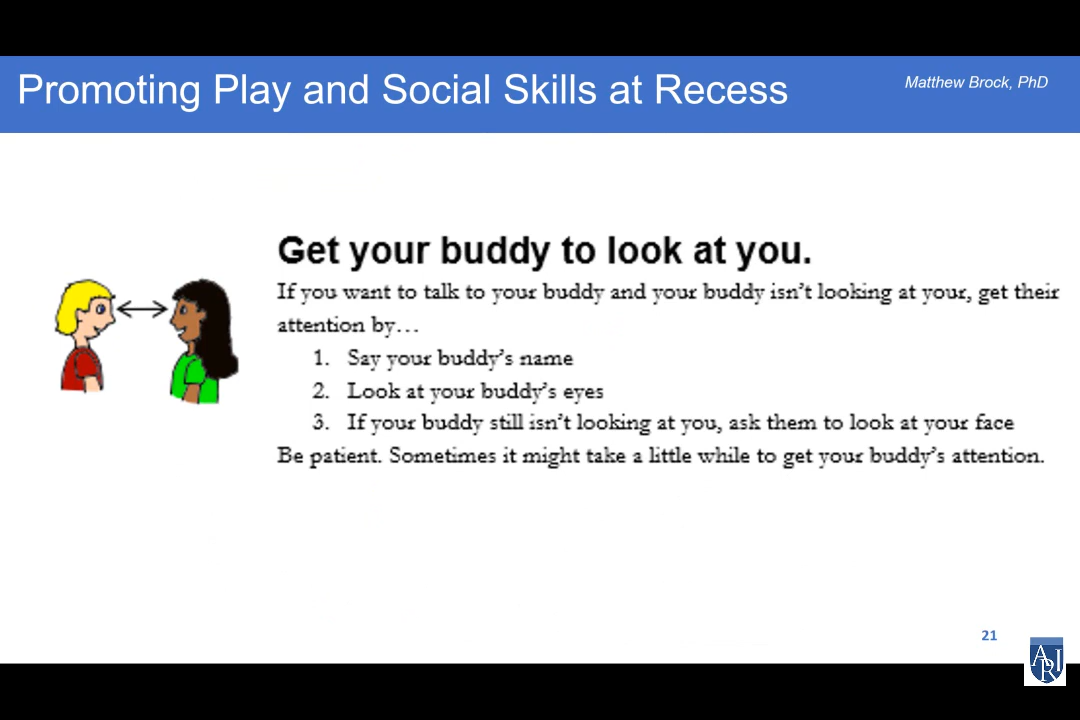 Promoting Play and Social Skills at Recess
Matthew Brock, PhD
Get your buddy to look at you.
If you want to talk to your buddy and your buddy isn't looking at your, get their
attention by…
1. Say your buddy's name
2. Look at your buddy's eyes
3. If your buddy still isn't looking at you, ask them to look at your face
Be patient. Sometimes it might take a little while to get your buddy's attention.
21
ARI